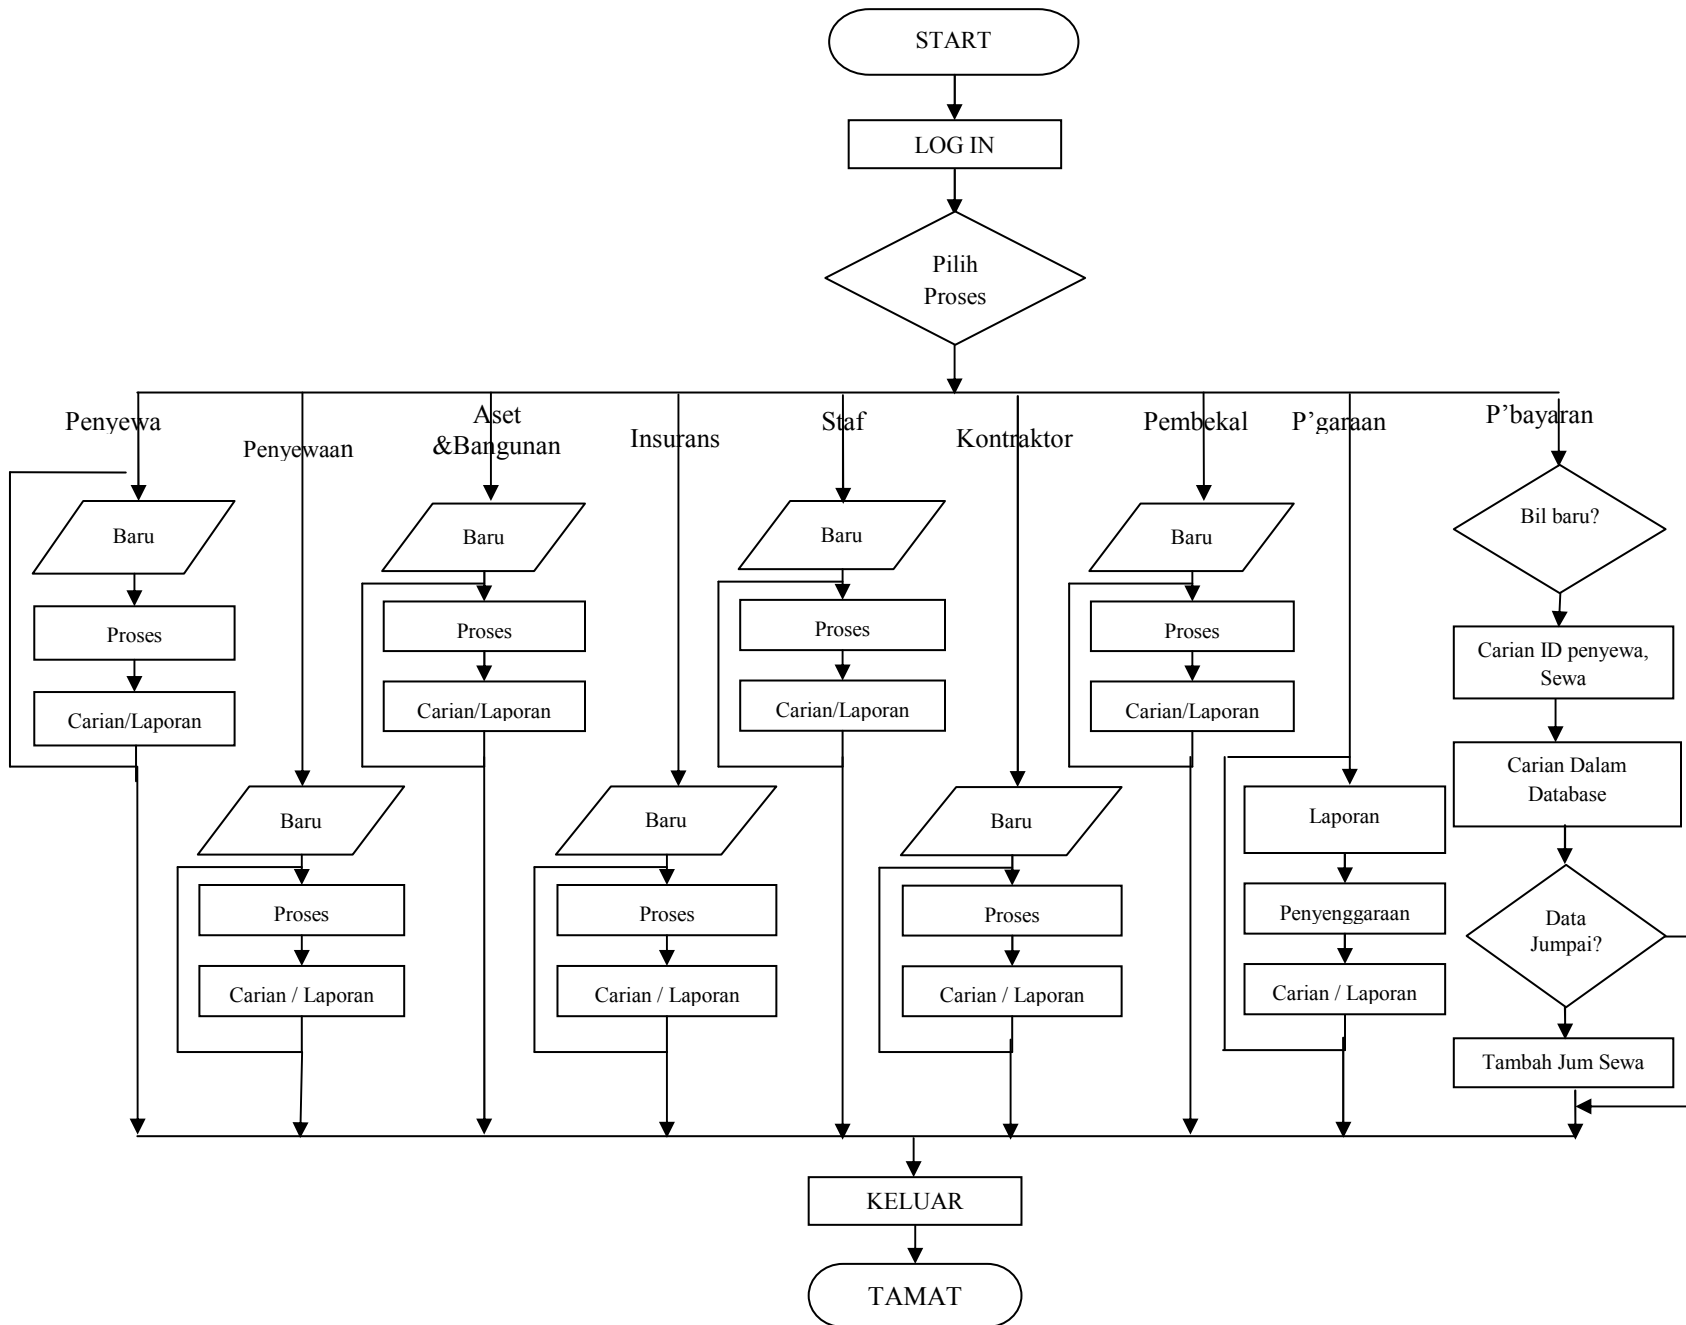 START
LOG IN
Pilih
Proses
Penyewa
Penyewaan
Aset
&Bangunan
Insurans
Staf
Kontraktor
Pembekal
P'garaan
P'bayaran
Baru
Proses
Carian/Laporan
Baru
Proses
Carian / Laporan
Baru
Proses
Carian/Laporan
Baru
Proses
Carian / Laporan
Baru
Proses
Carian/Laporan
Baru
Proses
Carian / Laporan
Baru
Proses
Carian/Laporan
Laporan
Penyenggaraan
Carian / Laporan
Bil baru?
Carian ID penyewa,
Sewa
Carian Dalam
Database
Data
Jumpai?
Tambah Jum Sewa
KELUAR
TAMAT